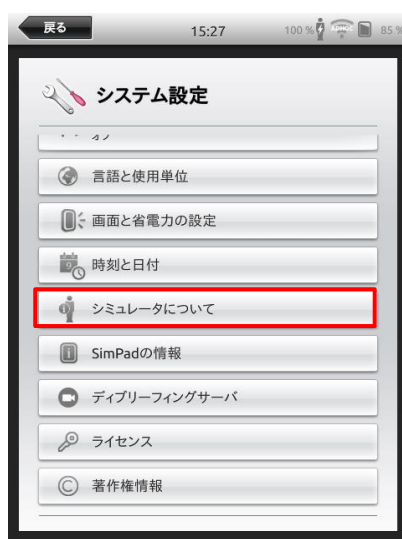 戻る
15:27
100 %
85 %
システム設定
言語と使用単位
画面と省電力の設定
時刻と日付
シミュレータについて
SimPadの情報
ディブリーフィングサーバ
ライセンス
著作権情報